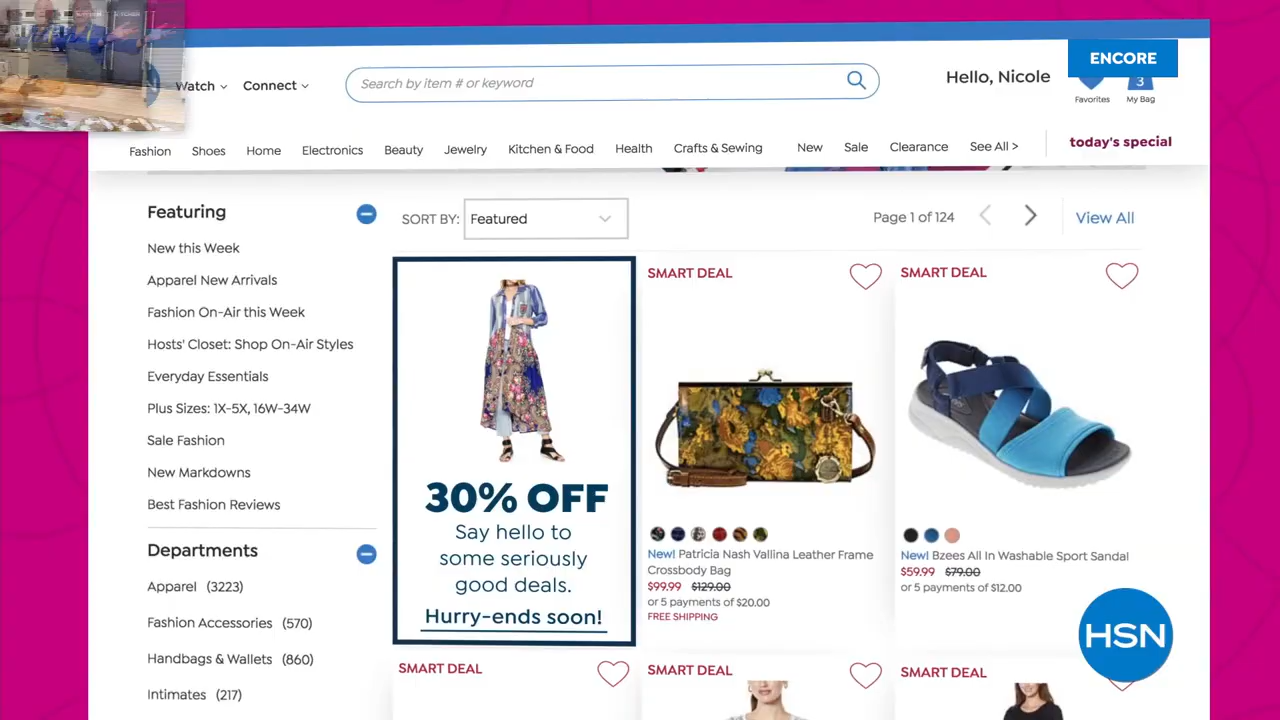 ENCORE
Watch
Connect
Search by item # or keyword
Hello, Nicole
Favorites
3
My Bag
Fashion
Shoes
Home
Electronics
Beauty
Jewelry
Kitchen & Food
Health
Crafts & Sewing
New
Sale
Clearance
See All >
today's special
Featuring
New this Week
Apparel New Arrivals
Fashion On-Air this Week
Hosts' Closet: Shop On-Air Styles
Everyday Essentials
Plus Sizes: 1X-5X, 16W-34W
Sale Fashion
New Markdowns
Best Fashion Reviews
Departments
Apparel (3223)
Fashion Accessories (570)
Handbags & Wallets (860)
Intimates (217)
SORT BY:
Featured
Page 1 of 124
View All
30% OFF
Say hello to
some seriously
good deals.
Hurry-ends soon!
SMART DEAL
New! Patricia Nash Vallina Leather Frame
Crossbody Bag
$99.99 $129.00
or 5 payments of $20.00
FREE SHIPPING
SMART DEAL
New! Bzees All In Washable Sport Sandal
$59.99 $79.00
or 5 payments of $12.00
SMART DEAL
SMART DEAL
SMART DEAL
HSN